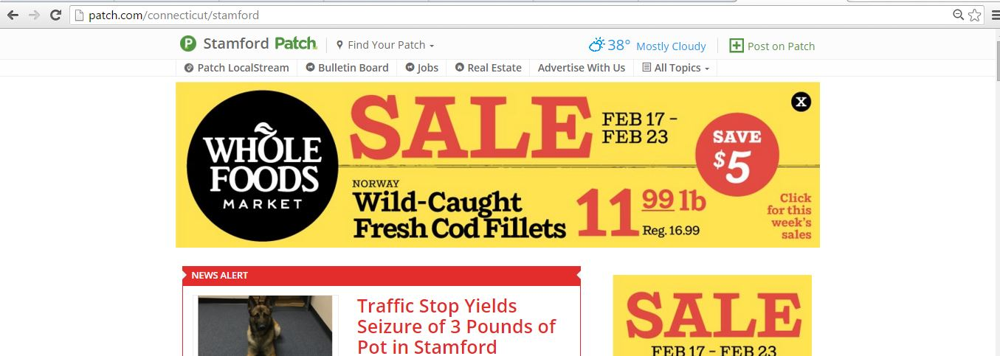 patch.com/connecticut/stamford
Stamford Patch
Find Your Patch
38° Mostly Cloudy
Post on Patch
Patch LocalStream
Bulletin Board
Jobs
Real Estate
Advertise With Us
All Topics
WHOLE
FOODS
MARKET
SALE
FEB 17 –
FEB 23
X
SAVE
$5
NORWAY
Wild-Caught
Fresh Cod Fillets
11 99 lb
Reg. 16.99
Click
for this
week's
sales
NEWS ALERT
Traffic Stop Yields
Seizure of 3 Pounds of
Pot in Stamford
SALE
FEB 17 – FEB 23